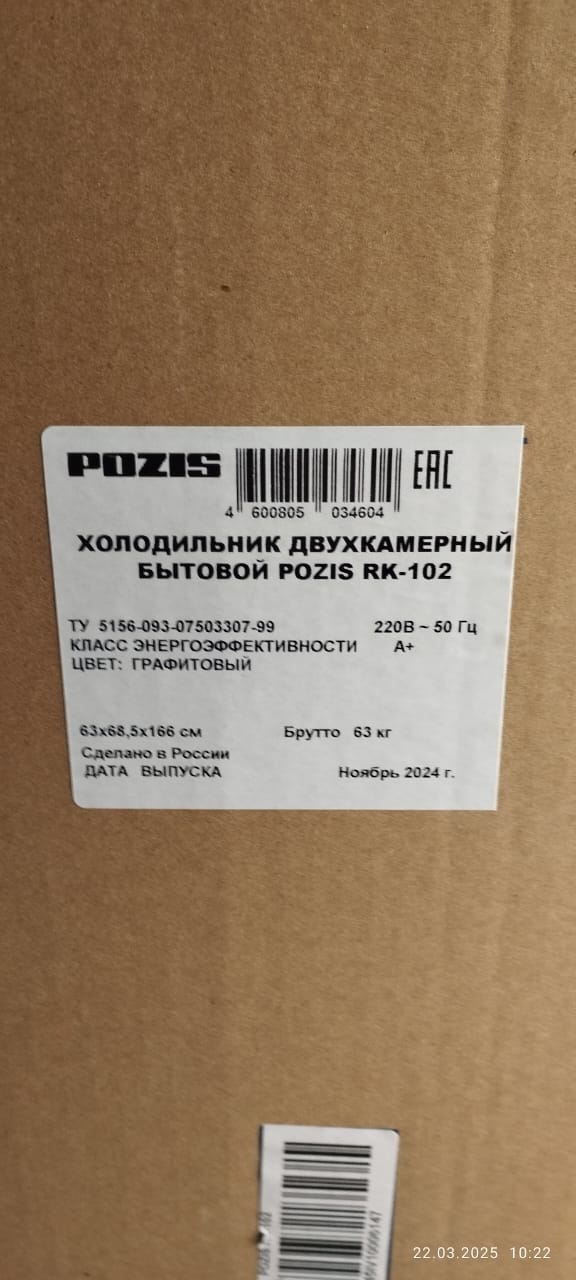 POZIS
EAC
4 600805 034604
ХОЛОДИЛЬНИК ДВУХКАМЕРНЫЙ
БЫТОВОЙ POZIS RK-102
ТУ 5156-093-07503307-99 220В ~ 50 Гц
КЛАСС ЭНЕРГОЭФФЕКТИВНОСТИ А+
ЦВЕТ: ГРАФИТОВЫЙ
63х68,5х166 см Брутто 63 кг
Сделано в России
ДАТА ВЫПУСКА Ноябрь 2024 г.
22.03.2025 10:22